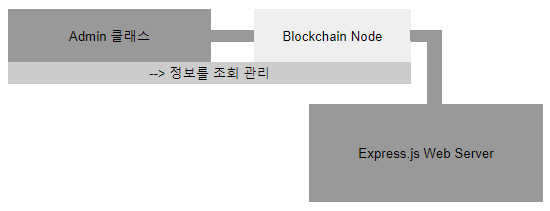 Admin 클래스
Blockchain Node
--> 정보를 조회 관리
Express.js Web Server